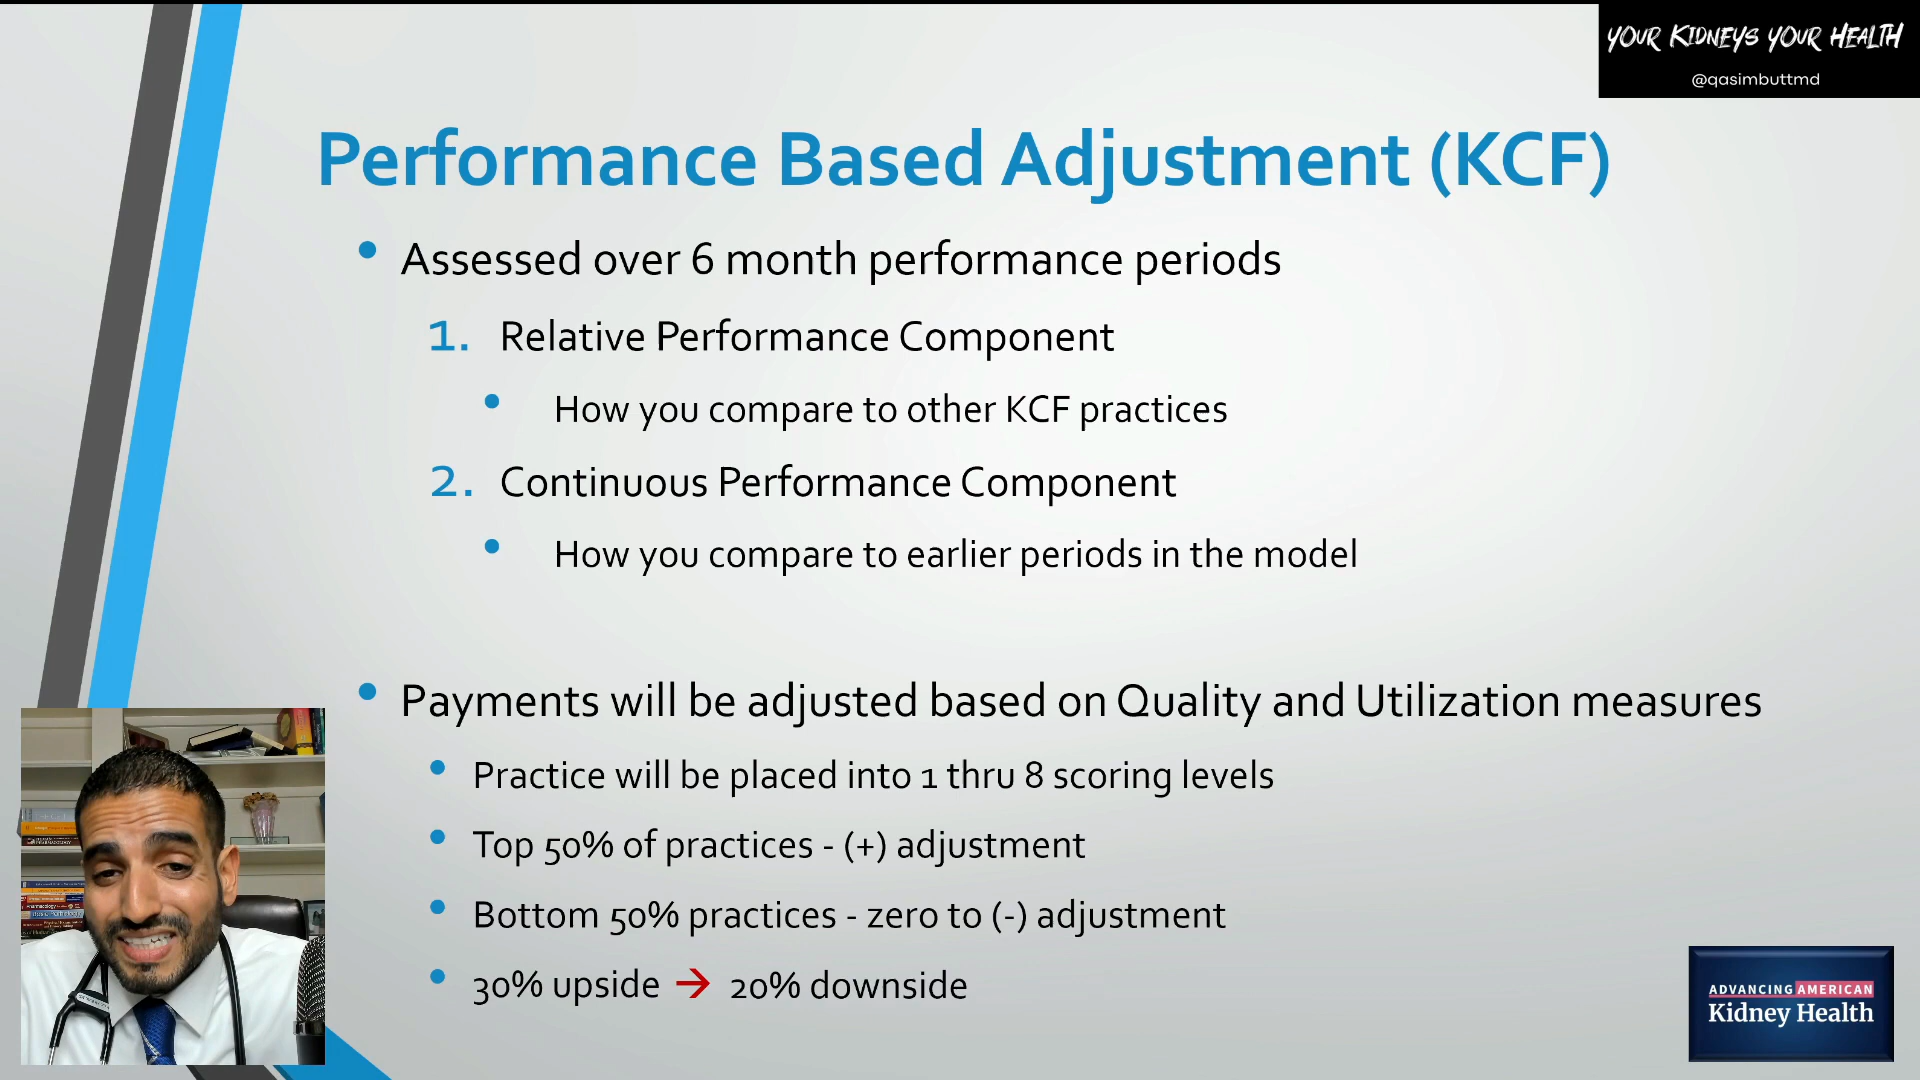 YOUR KIDNEYS YOUR HEALTH
@qasimbuttmd
Performance Based Adjustment (KCF)
• Assessed over 6 month performance periods
1. Relative Performance Component
• How you compare to other KCF practices
2. Continuous Performance Component
• How you compare to earlier periods in the model
• Payments will be adjusted based on Quality and Utilization measures
• Practice will be placed into 1 thru 8 scoring levels
• Top 50% of practices - (+) adjustment
• Bottom 50% practices - zero to (-) adjustment
• 30% upside → 20% downside
ADVANCING AMERICAN
Kidney Health